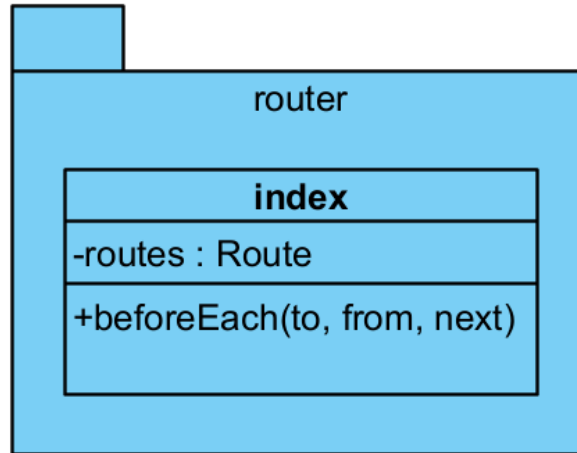 router
index
-routes : Route
+beforeEach(to, from, next)